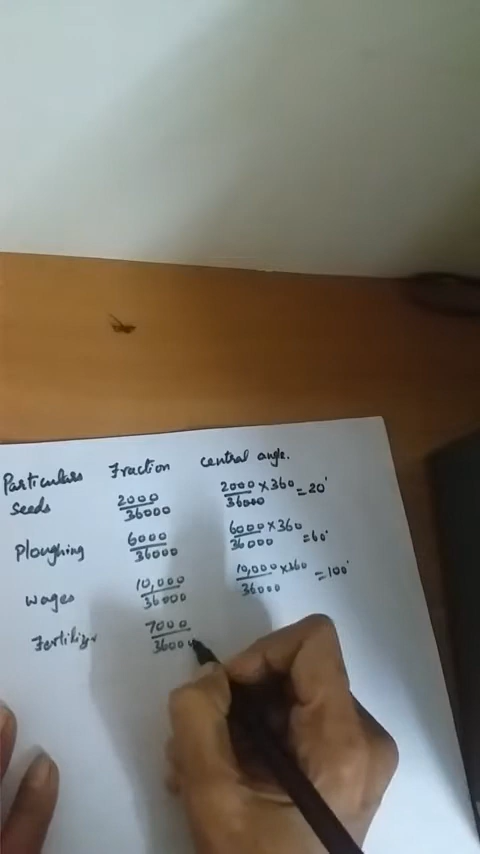 Particulars Fraction central angle.
Seeds 2000/36000 2000/36000 ×360 =20°
Ploughing 6000/36000 6000/36000 ×360 =60°
Wages 10,000/36000 10,000/36000 ×360 =100°
Fertilizer 7000/36000